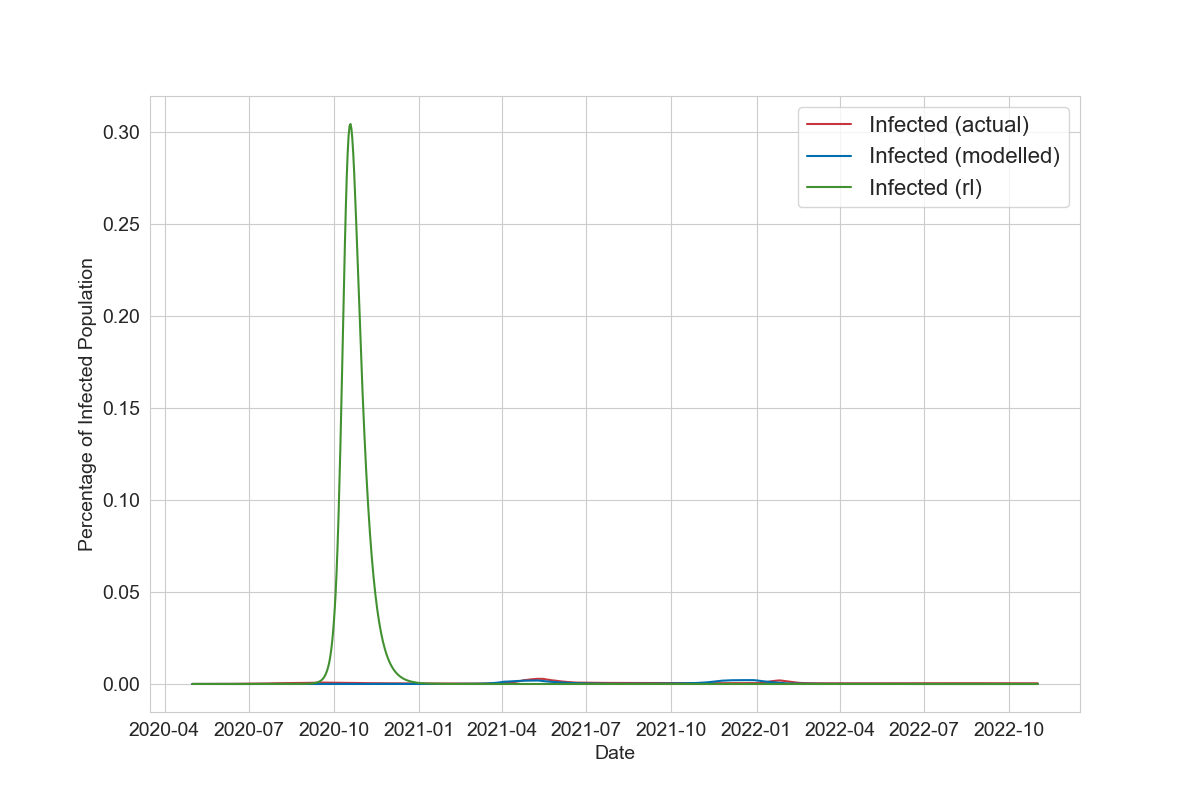 Infected (actual)
Infected (modelled)
Infected (rl)
Percentage of Infected Population
0.30
0.25
0.20
0.15
0.10
0.05
0.00
2020-04 2020-07 2020-10 2021-01 2021-04 2021-07 2021-10 2022-01 2022-04 2022-07 2022-10
Date